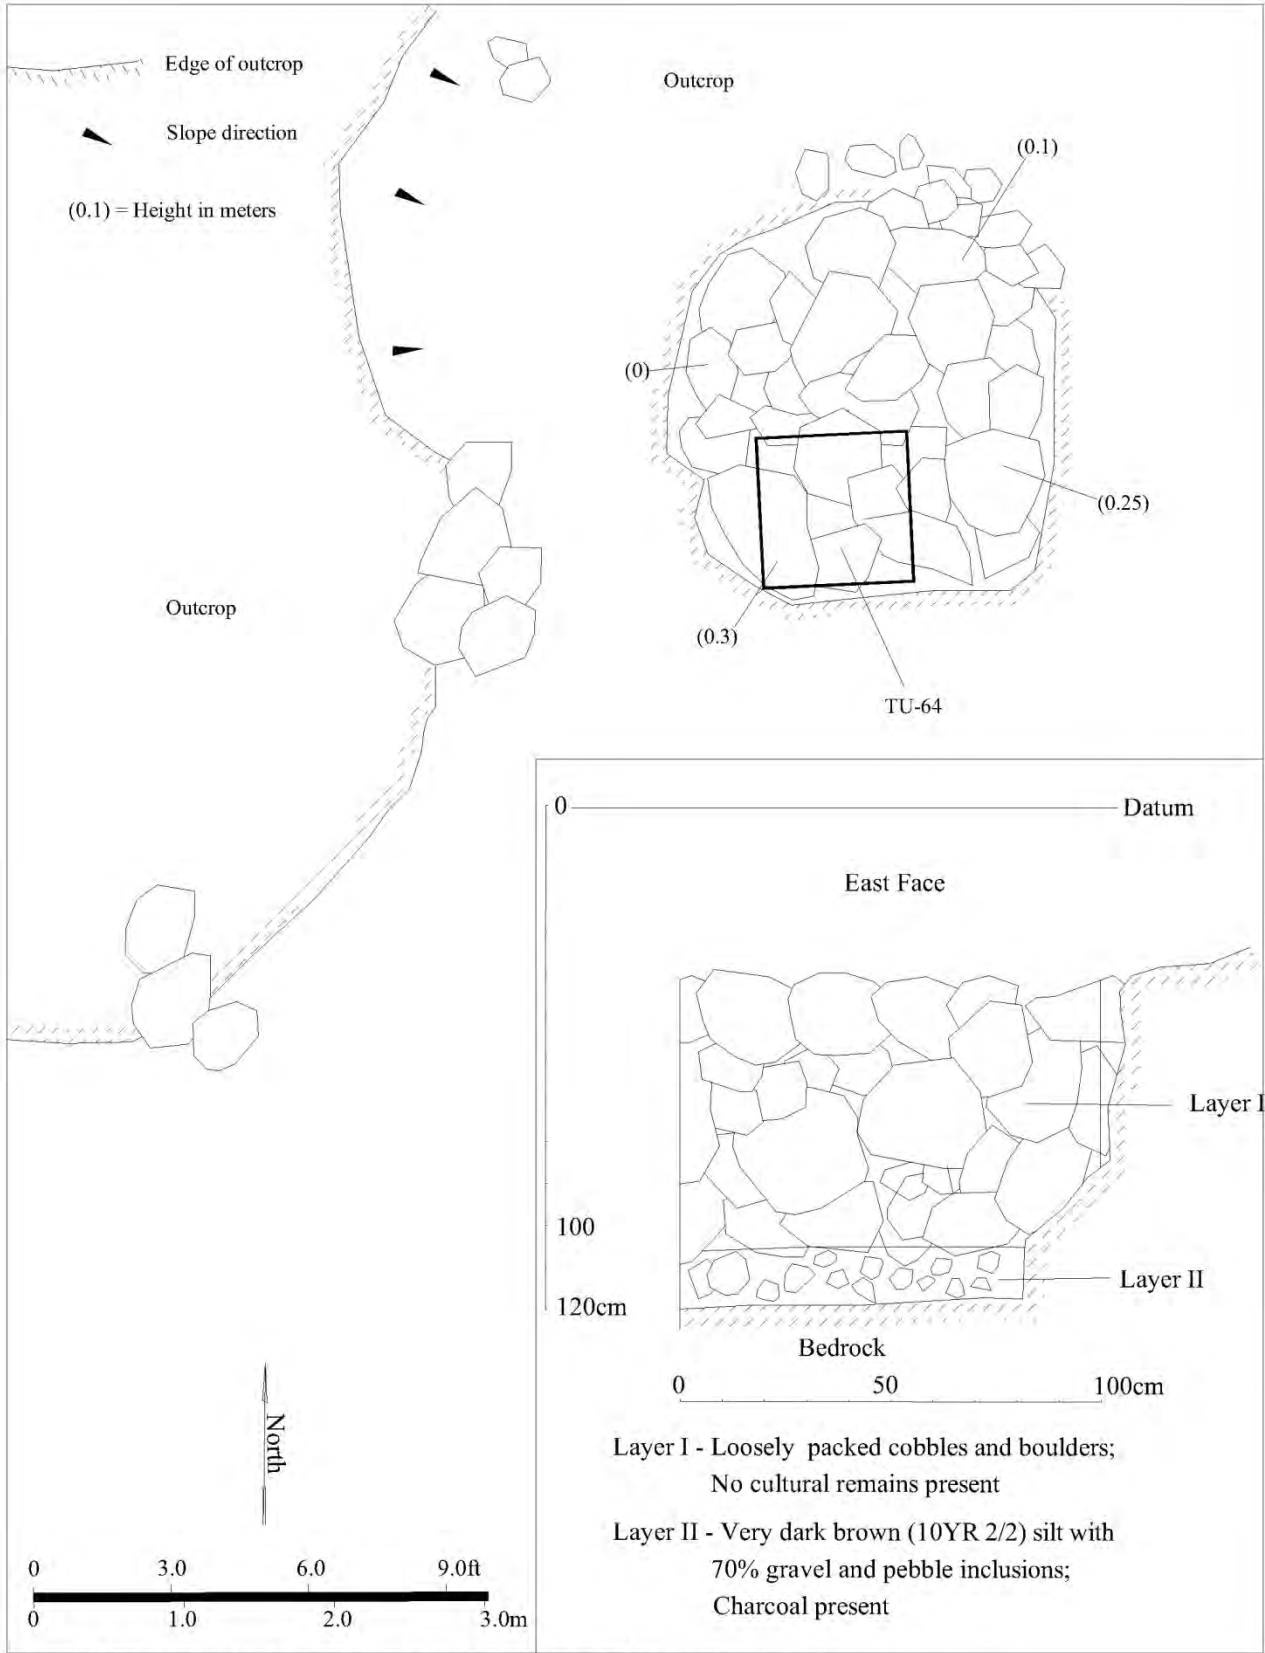 Edge of outcrop
Slope direction
(0.1) = Height in meters
Outcrop
(0.1)
(0)
(0.25)
(0.3)
TU-64
Outcrop
0
Datum
East Face
Layer I
100
Layer II
120cm
Bedrock
0 50 100cm
Layer I - Loosely packed cobbles and boulders;
No cultural remains present
Layer II - Very dark brown (10YR 2/2) silt with
70% gravel and pebble inclusions;
Charcoal present
North
0 3.0 6.0 9.0ft
0 1.0 2.0 3.0m